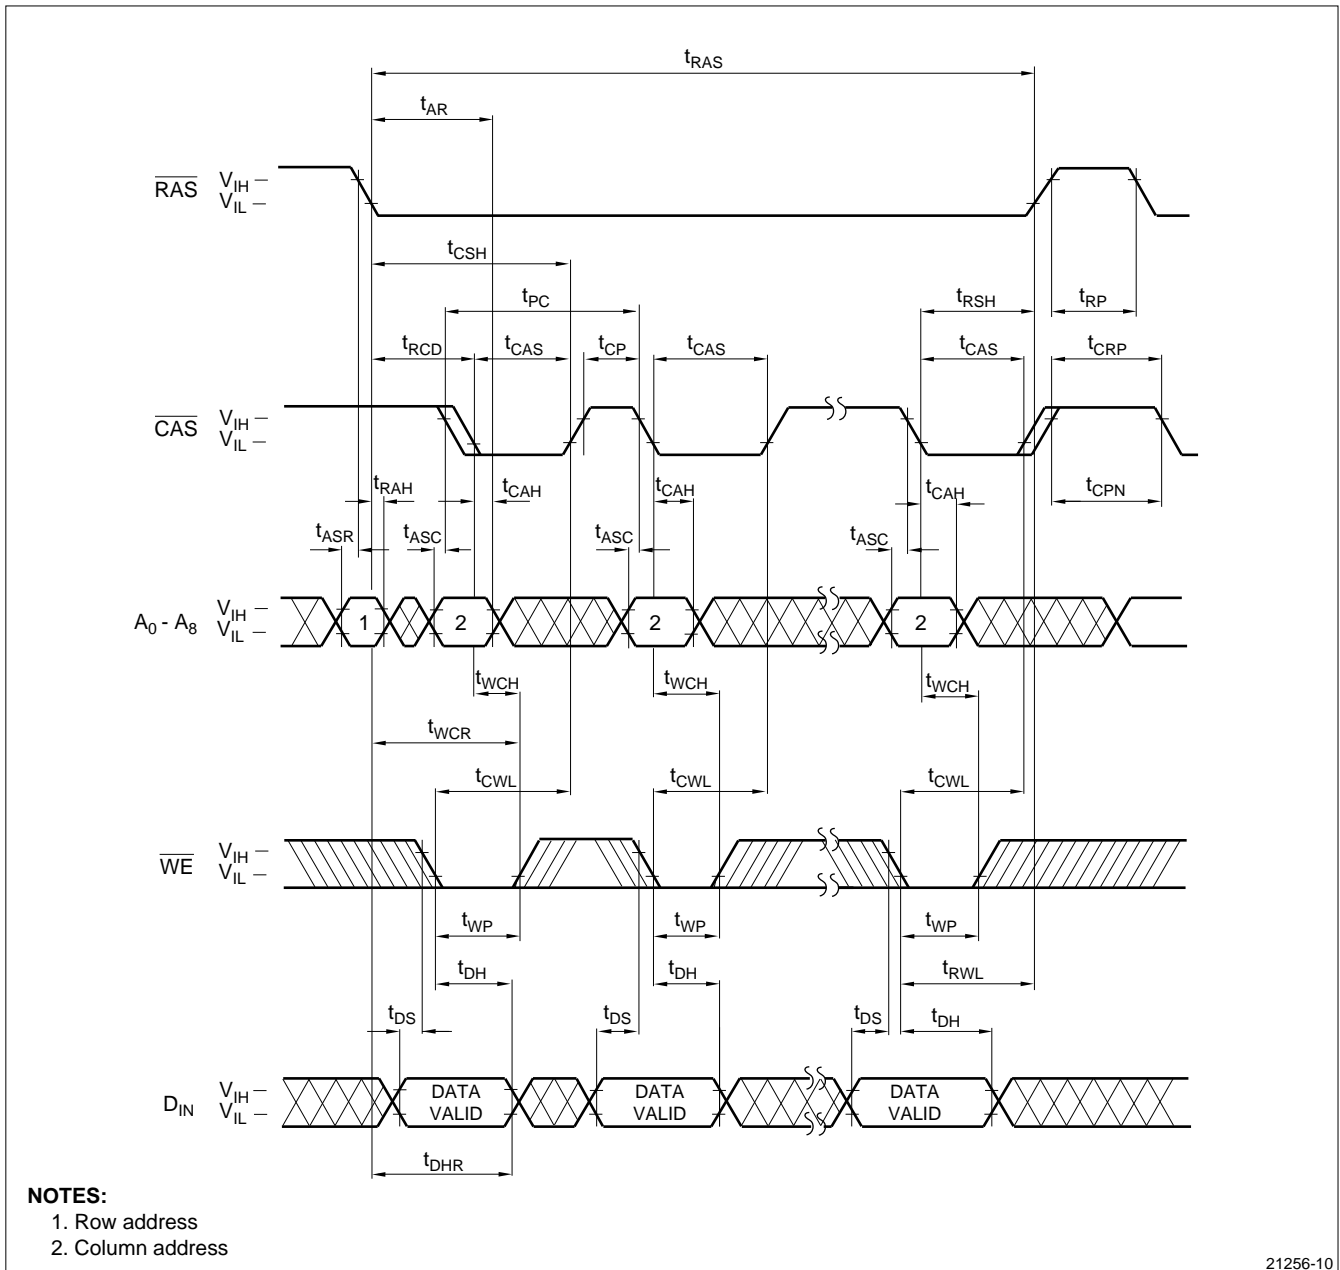 tRAS
tAR
RAS VIH –
VIL –
tCSH
tPC tRSH tRP
tRCD tCAS tCP tCAS tCAS tCRP
CAS VIH –
VIL –
tRAH tCAH tCAH tCAH tCPN
tASR tASC tASC tASC
A0 - A8 VIH –
VIL –
1 2 2 2
tWCH tWCH tWCH
tWCR
tCWL tCWL tCWL
WE VIH –
VIL –
tWP tWP tWP
tDH tDH tRWL
tDS tDS tDS tDH
DIN VIH –
VIL –
DATA VALID
DATA VALID
DATA VALID
tDHR
NOTES:
1. Row address
2. Column address
21256-10